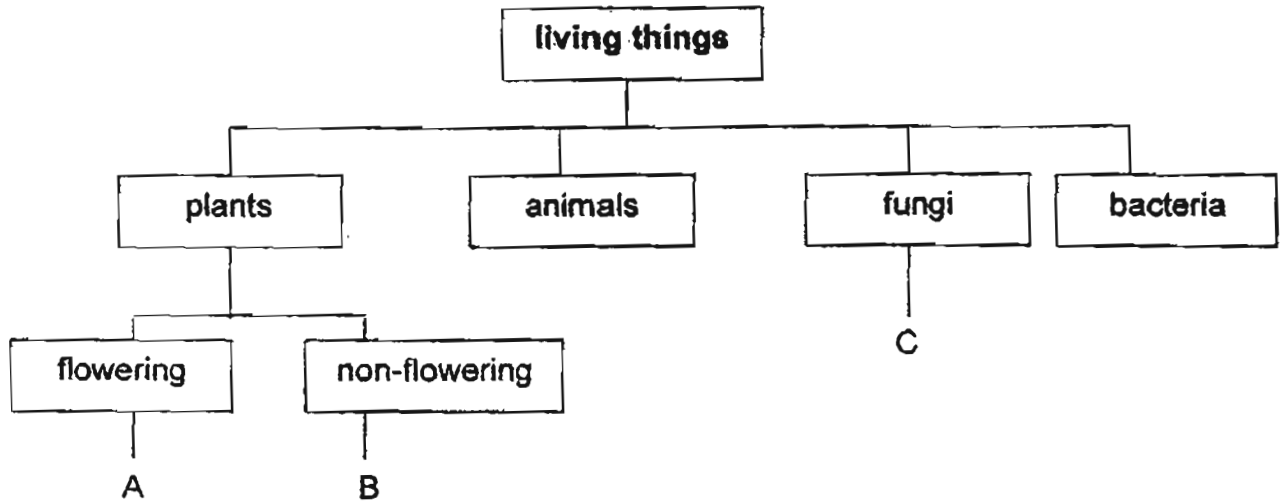 living things
plants
animals
fungi
bacteria
C
flowering
non-flowering
A
B